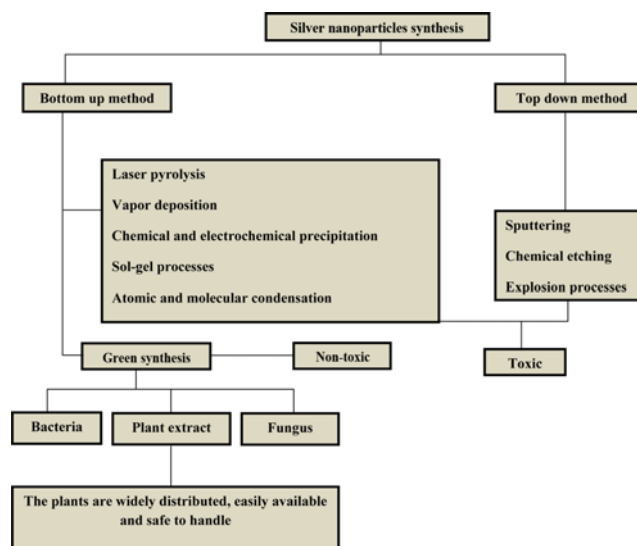 Silver nanoparticles synthesis
Bottom up method
Top down method
Laser pyrolysis
Vapor deposition
Chemical and electrochemical precipitation
Sol-gel processes
Atomic and molecular condensation
Sputtering
Chemical etching
Explosion processes
Green synthesis
Non-toxic
Toxic
Bacteria
Plant extract
Fungus
The plants are widely distributed, easily available
and safe to handle